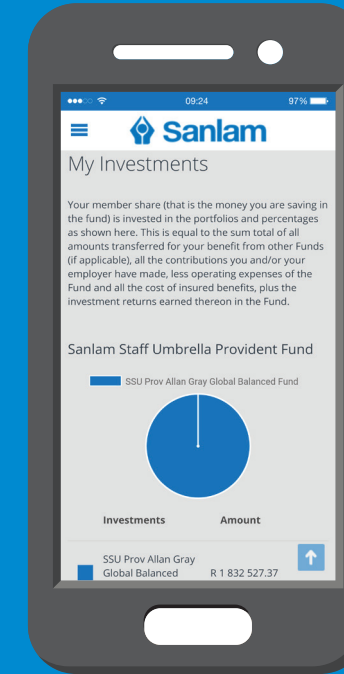 09:24
97%
Sanlam
My Investments
Your member share (that is the money you are saving in
the fund) is invested in the portfolios and percentages
as shown here. This is equal to the sum total of all
amounts transferred for your benefit from other Funds
(if applicable), all the contributions you and/or your
employer have made, less operating expenses of the
Fund and all the cost of insured benefits, plus the
investment returns earned thereon in the Fund.
Sanlam Staff Umbrella Provident Fund
SSU Prov Allan Gray Global Balanced Fund
Investments Amount
SSU Prov Allan Gray
Global Balanced R 1 832 527.37